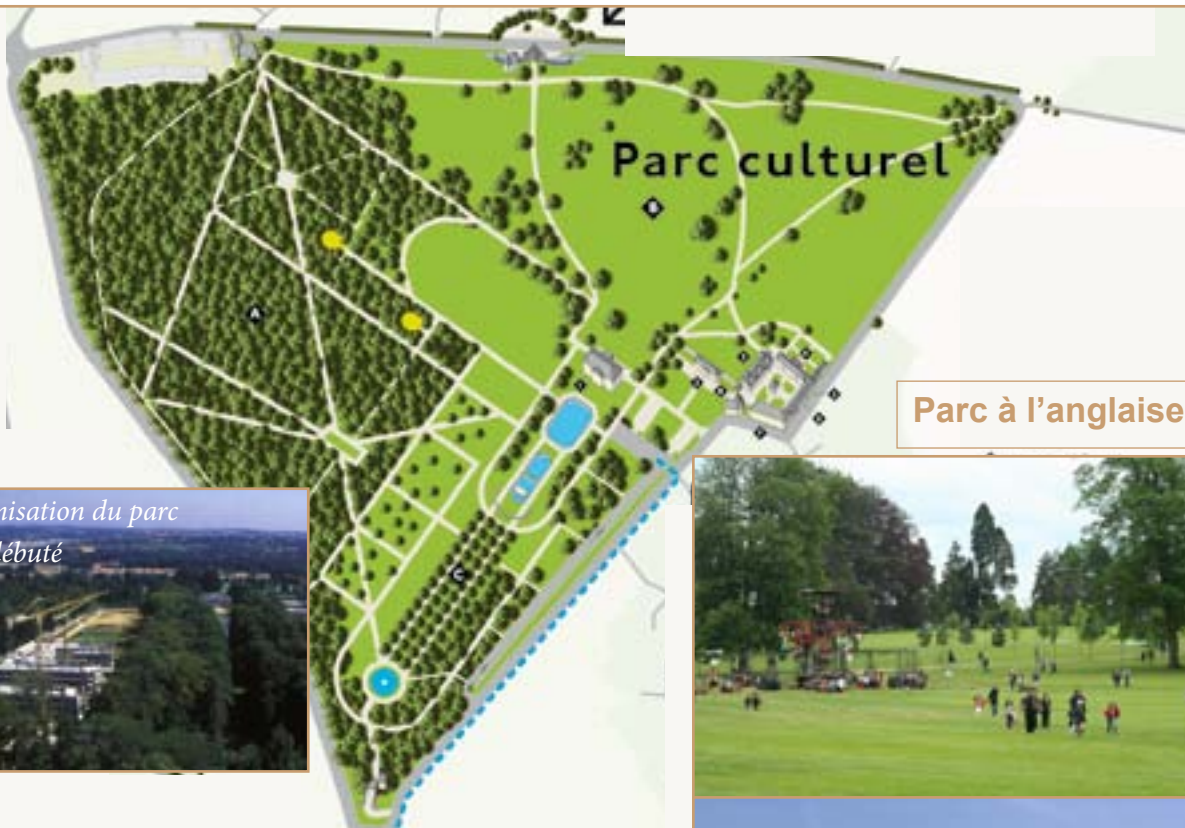 Parc culturel
B
A
Parc à l’anglaise
nisation du parc
débuté
C